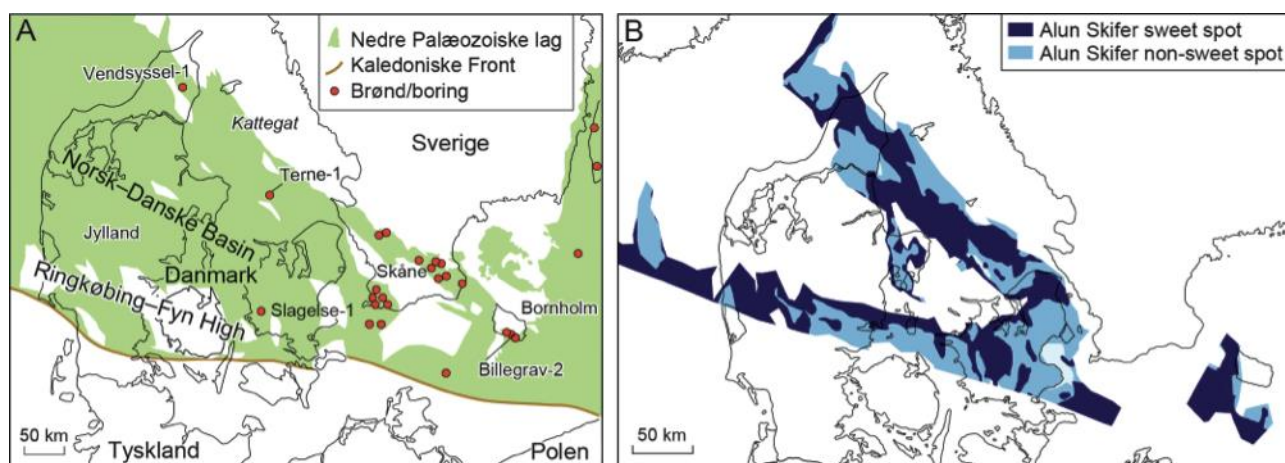 A
Nedre Palæozoiske lag
Kaledoniske Front
Brønd/boring
Vendsyssel-1
Kattegat
Sverige
Terne-1
Norsk–Danske Basin
Jylland
Skåne
Danmark
Ringkøbing–Fyn High
Slagelse-1
Bornholm
Billegrav-2
50 km
Tyskland
Polen
B
Alun Skifer sweet spot
Alun Skifer non-sweet spot
50 km